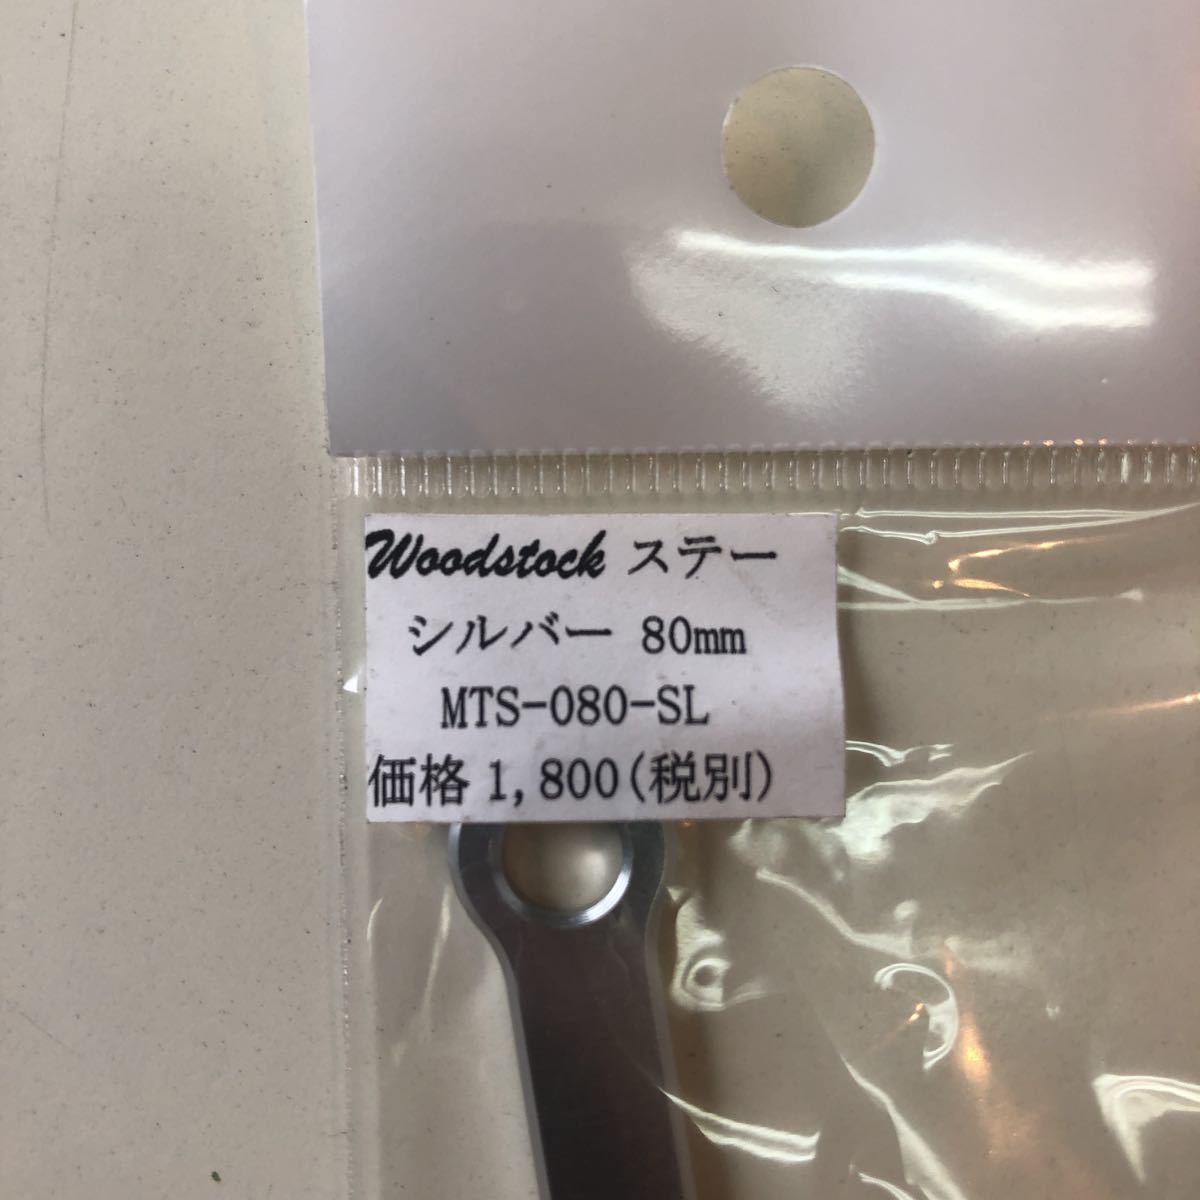 Woodstock ステー
シルバー 80mm
MTS-080-SL
価格 1,800(税別)